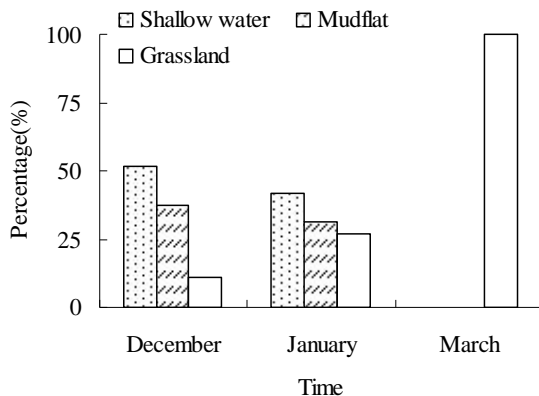 Shallow water Mudflat
Grassland
Percentage(%)
100
75
50
25
0
December January March
Time